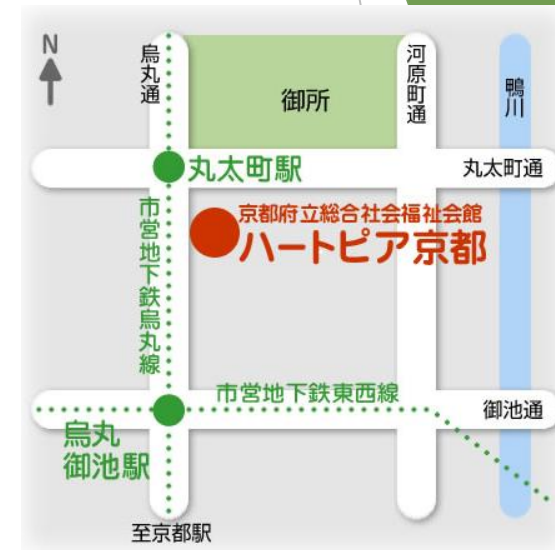 N
烏丸通
御所
河原町通
鴨川
丸太町駅
丸太町通
京都府立総合社会福祉会館
ハートピア京都
市営地下鉄烏丸線
市営地下鉄東西線
御池通
烏丸
御池駅
至京都駅